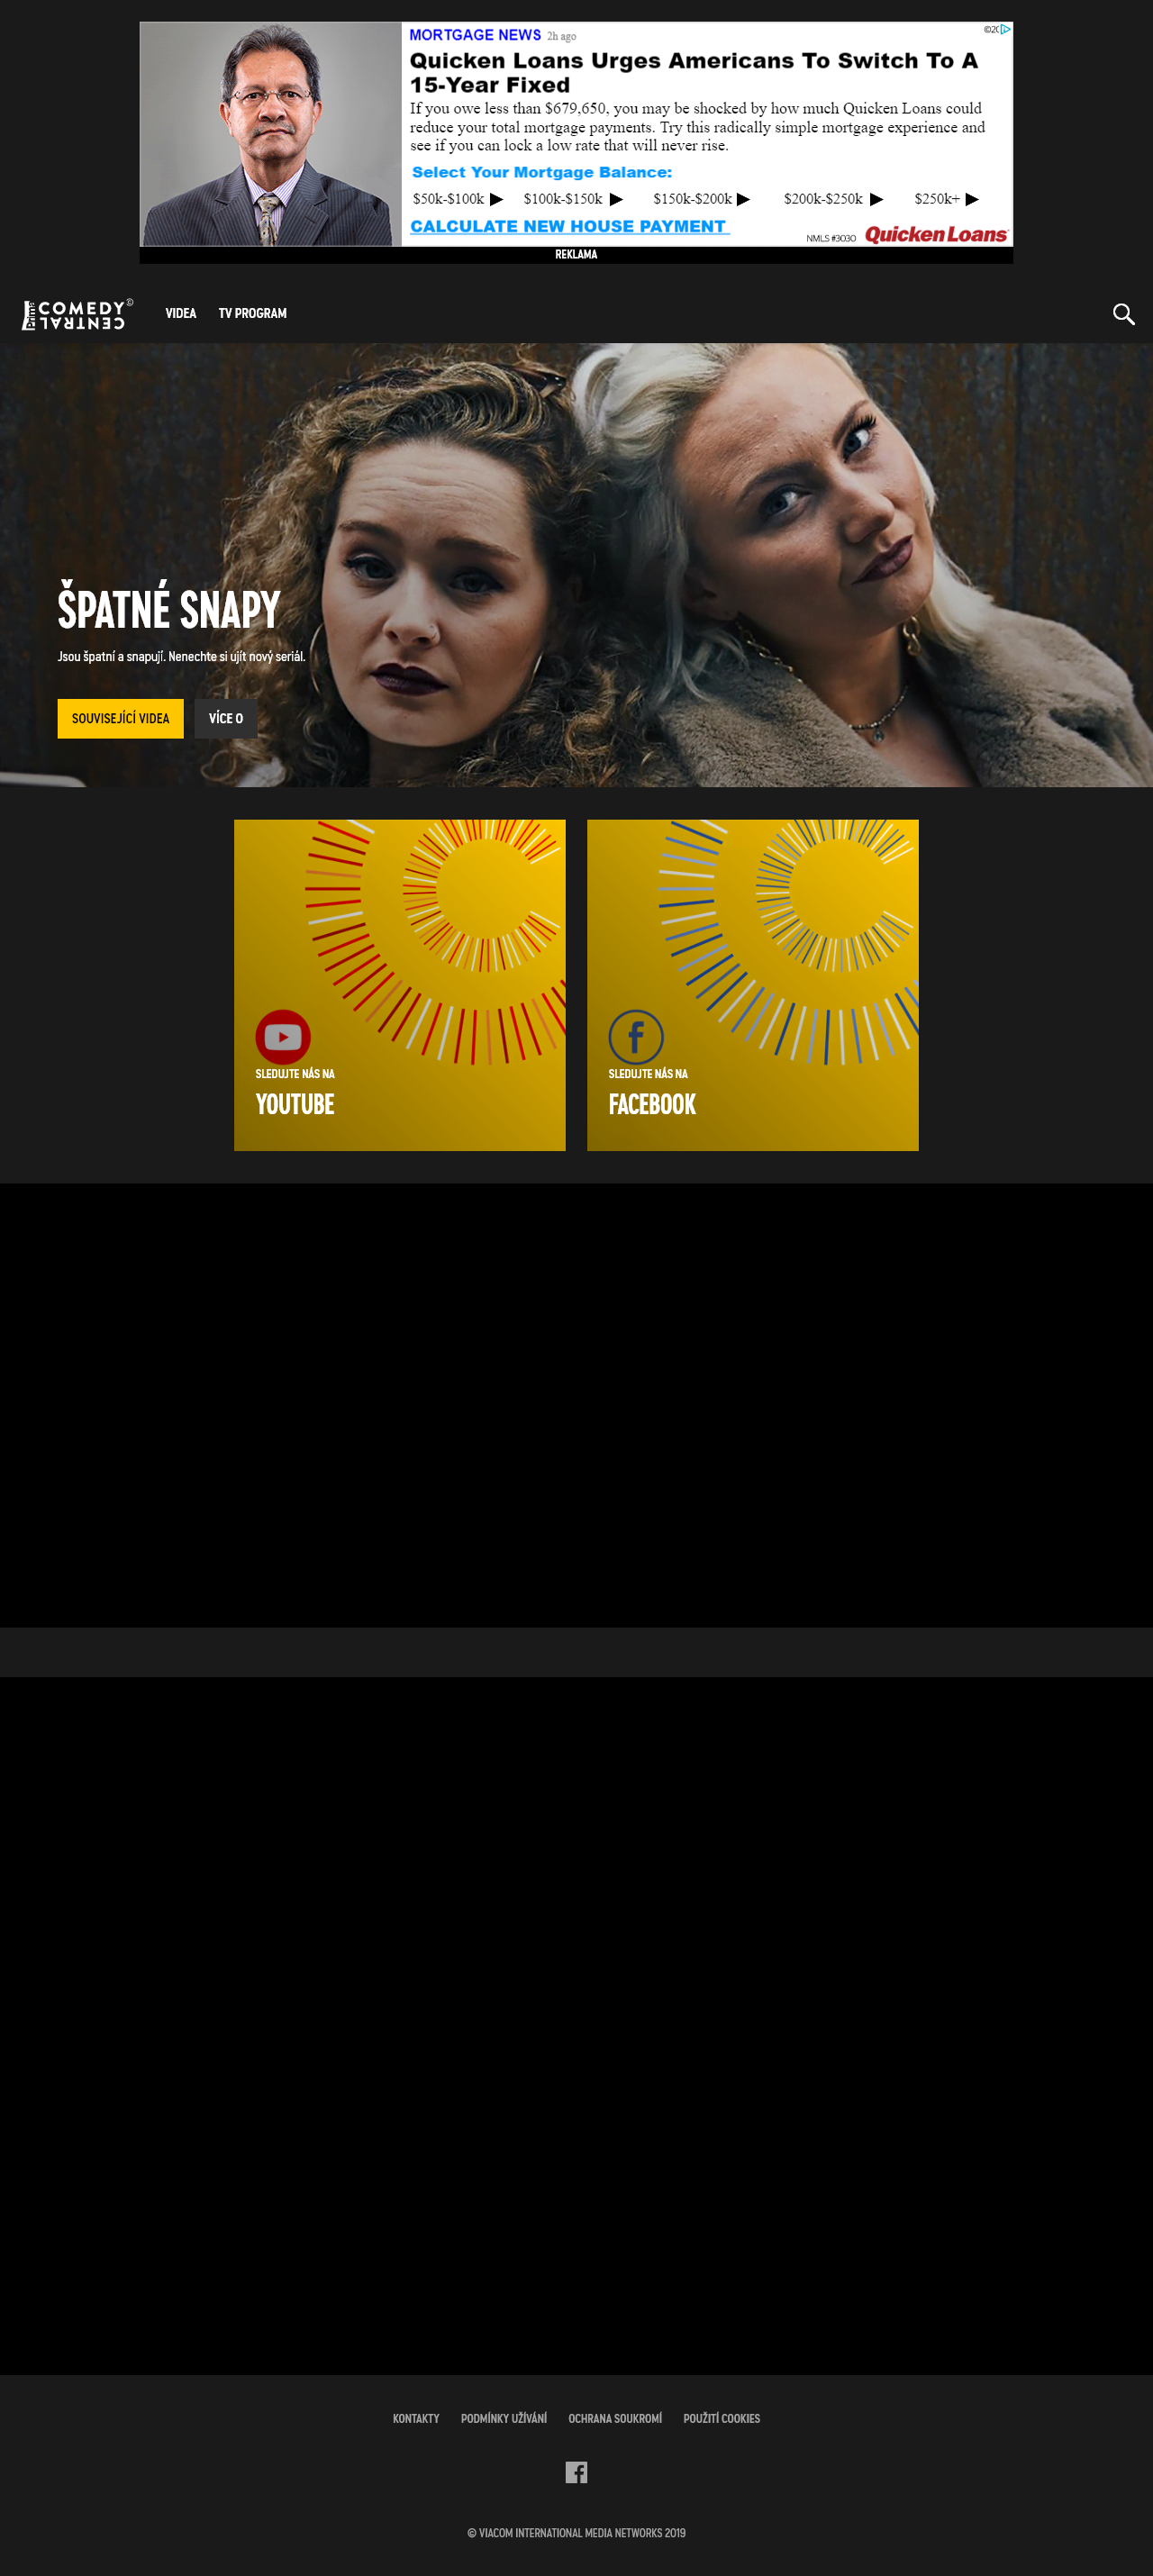 MORTGAGE NEWS 2h ago
Quicken Loans Urges Americans To Switch To A
15-Year Fixed
If you owe less than $679,650, you may be shocked by how much Quicken Loans could
reduce your total mortgage payments. Try this radically simple mortgage experience and
see if you can lock a low rate that will never rise.
Select Your Mortgage Balance:
$50k-$100k ▶ $100k-$150k ▶ $150k-$200k ▶ $200k-$250k ▶ $250k+ ▶
CALCULATE NEW HOUSE PAYMENT
NMLS #3030 QuickenLoans
REKLAMA
prima COMEDY
CENTRAL
VIDEA TV PROGRAM
ŠPATNÉ SNAPY
Jsou špatní a snapují. Nenechte si ujít nový seriál.
SOUVISEJÍCÍ VIDEA VÍCE O
SLEDUJTE NÁS NA
YOUTUBE
SLEDUJTE NÁS NA
FACEBOOK
KONTAKTY PODMÍNKY UŽÍVÁNÍ OCHRANA SOUKROMÍ POUŽITÍ COOKIES
© VIACOM INTERNATIONAL MEDIA NETWORKS 2019